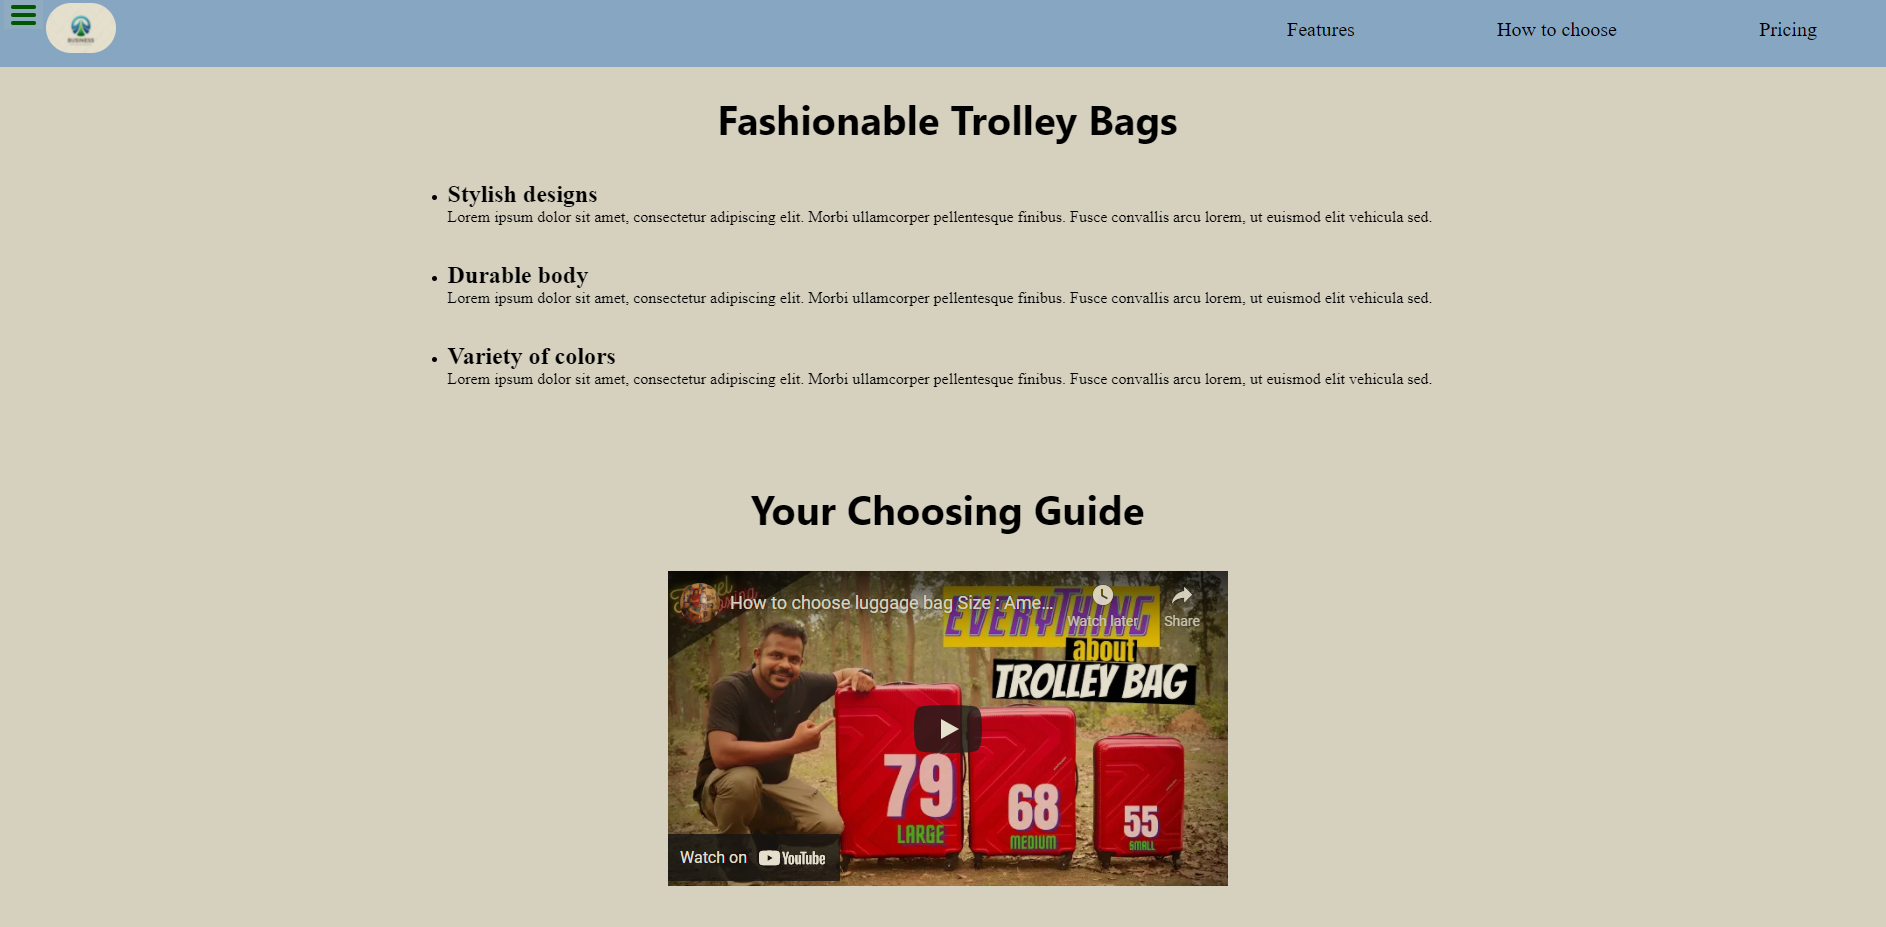 BUSINESS
Features
How to choose
Pricing
Fashionable Trolley Bags
Stylish designs
Lorem ipsum dolor sit amet, consectetur adipiscing elit. Morbi ullamcorper pellentesque finibus. Fusce convallis arcu lorem, ut euismod elit vehicula sed.
Durable body
Lorem ipsum dolor sit amet, consectetur adipiscing elit. Morbi ullamcorper pellentesque finibus. Fusce convallis arcu lorem, ut euismod elit vehicula sed.
Variety of colors
Lorem ipsum dolor sit amet, consectetur adipiscing elit. Morbi ullamcorper pellentesque finibus. Fusce convallis arcu lorem, ut euismod elit vehicula sed.
Your Choosing Guide
How to choose luggage bag Size : Ame...
Watch later
Share
EVERYTHING
about
TROLLEY BAG
79
LARGE
68
MEDIUM
55
SMALL
Watch on YouTube